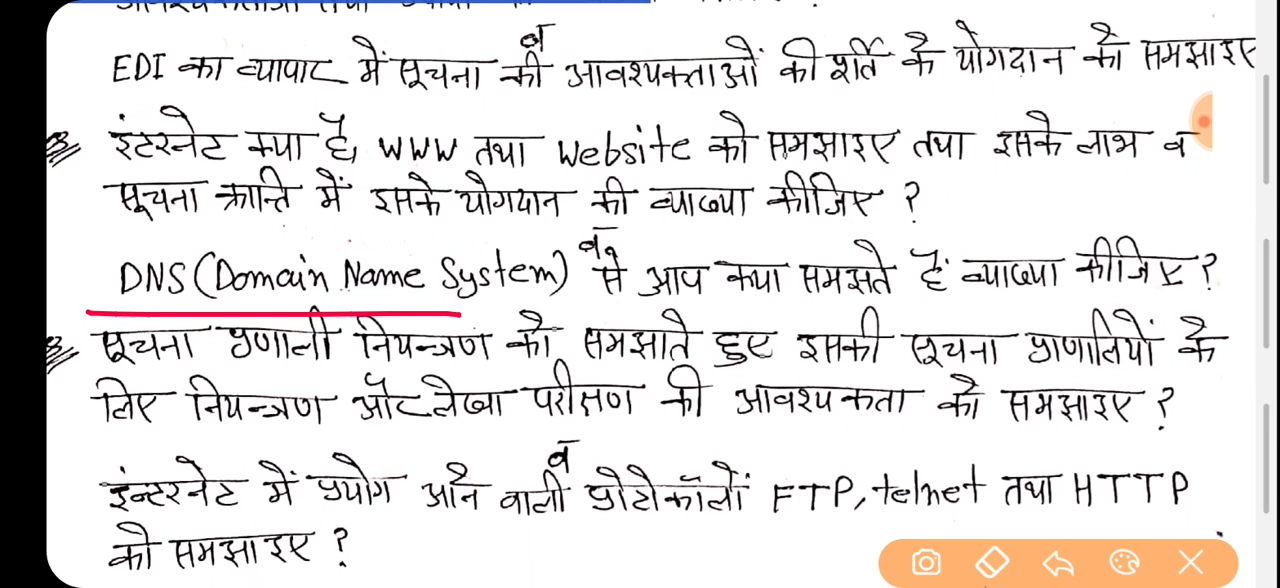 EDI का व्यापार में सूचना की व आवश्यकताओं की शर्ति के योगदान को समझाइए
इंटरनेट क्या है, WWW तथा Website को समझाइए तथा इसके लाभ व
सूचना क्रान्ति में इसके योगदान की व्याख्या कीजिए ?
DNS (Domain Name System) व से आप क्या समझते हैं व्याख्या कीजिए ?
सूचना प्रणाली नियन्त्रण को समझाते हुए इसकी सूचना प्रणालियों के
लिए नियन्त्रण और लेखा परीक्षण की आवश्यकता को समझाइए ?
इंन्टरनेट में प्रयोग आने वाली व प्रोटोकॉलों FTP, telnet तथा HTTP
को समझाइए ?